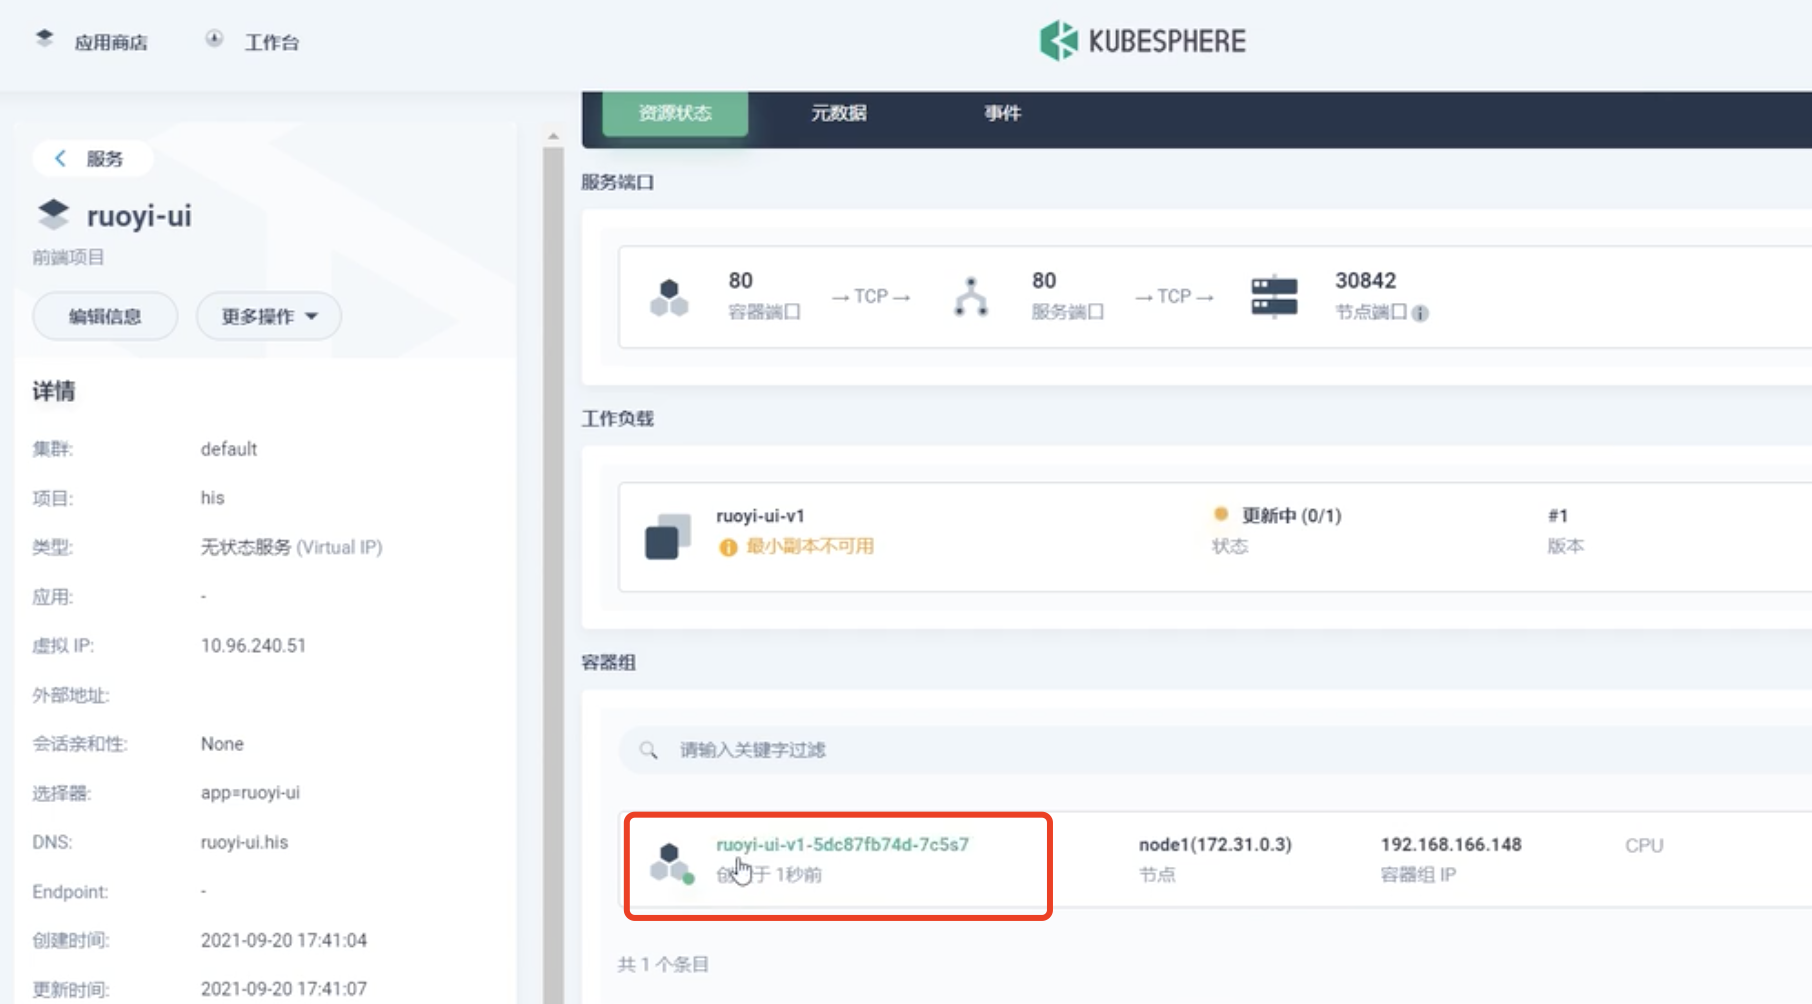 应用商店
工作台
KUBESPHERE
服务
ruoyi-ui
前端项目
编辑信息
更多操作
详情
集群: default
项目: his
类型: 无状态服务 (Virtual IP)
应用: -
虚拟 IP: 10.96.240.51
外部地址:
会话亲和性: None
选择器: app=ruoyi-ui
DNS: ruoyi-ui.his
Endpoint: -
创建时间: 2021-09-20 17:41:04
更新时间: 2021-09-20 17:41:07
资源状态
元数据
事件
服务端口
80
容器端口
→ TCP →
80
服务端口
→ TCP →
30842
节点端口
工作负载
ruoyi-ui-v1
最小副本不可用
更新中 (0/1)
状态
#1
版本
容器组
请输入关键字过滤
ruoyi-ui-v1-5dc87fb74d-7c5s7
创于 1秒前
node1(172.31.0.3)
节点
192.168.166.148
容器组 IP
CPU
共 1 个条目